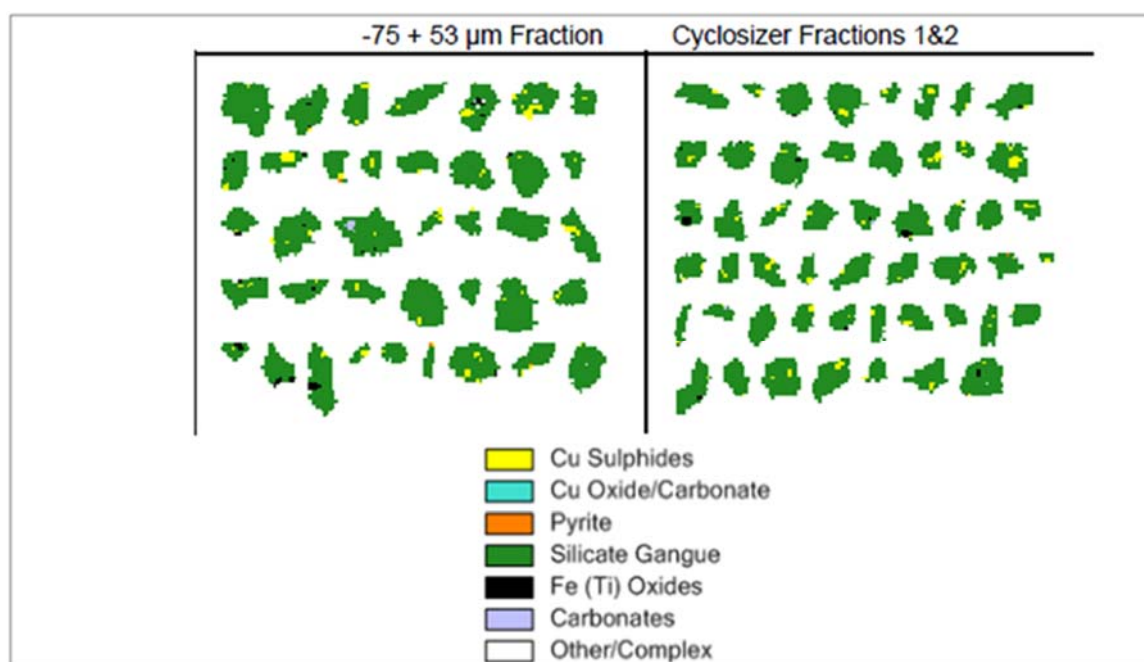 -75 + 53 µm Fraction
Cyclosizer Fractions 1&2
Cu Sulphides
Cu Oxide/Carbonate
Pyrite
Silicate Gangue
Fe (Ti) Oxides
Carbonates
Other/Complex